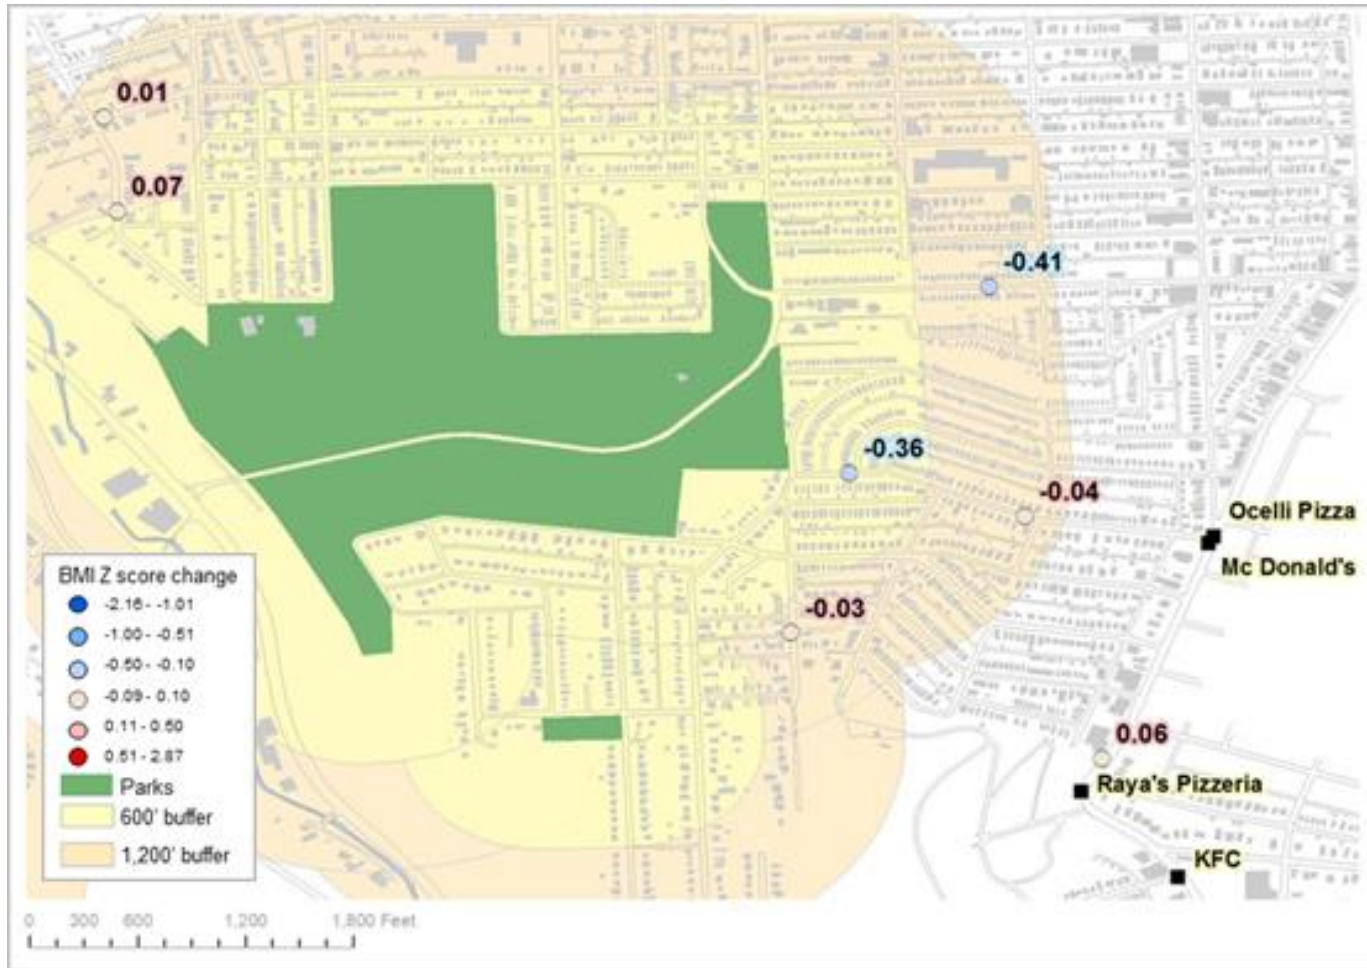 0.01
0.07
-0.41
-0.36
-0.04
Ocelli Pizza
Mc Donald's
-0.03
0.06
Raya's Pizzeria
KFC
BMI Z score change
-2.16 - -1.01
-1.00 - -0.51
-0.50 - -0.10
-0.09 - 0.10
0.11 - 0.50
0.51 - 2.87
Parks
600' buffer
1,200' buffer
0 300 600 1,200 1,800 Feet